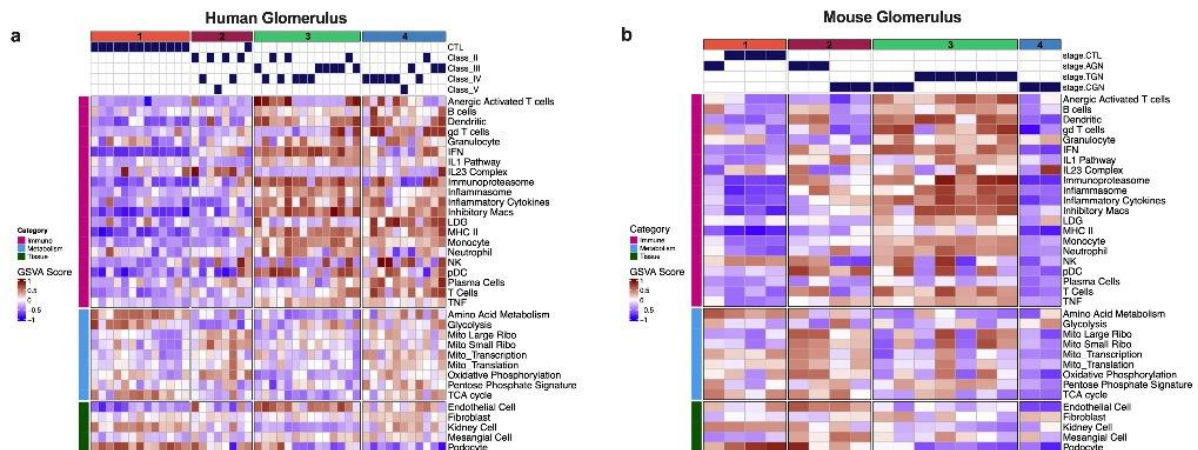 Human Glomerulus
a
1 2 3 4
CTL
Class_II
Class_III
Class_IV
Class_V
Anergic Activated T cells
B cells
Dendritic
gd T cells
Granulocyte
IFN
IL1 Pathway
IL23 Complex
Immunoproteasome
Inflammasome
Inflammatory Cytokines
Inhibitory Macs
LDG
MHC II
Monocyte
Neutrophil
NK
pDC
Plasma Cells
T Cells
TNF
Amino Acid Metabolism
Glycolysis
Mito Large Ribo
Mito Small Ribo
Mito_Transcription
Mito_Translation
Oxidative Phosphorylation
Pentose Phosphate Signature
TCA cycle
Endothelial Cell
Fibroblast
Kidney Cell
Mesangial Cell
Podocyte
Category
Immune
Metabolism
Tissue
GSVA Score
1
0.5
0
-0.5
-1
Mouse Glomerulus
b
1 2 3 4
stage.CTL
stage.AGN
stage.TGN
stage.CGN
Anergic Activated T cells
B cells
Dendritic
gd T cells
Granulocyte
IFN
IL1 Pathway
IL23 Complex
Immunoproteasome
Inflammasome
Inflammatory Cytokines
Inhibitory Macs
LDG
MHC II
Monocyte
Neutrophil
NK
pDC
Plasma Cells
T Cells
TNF
Amino Acid Metabolism
Glycolysis
Mito Large Ribo
Mito Small Ribo
Mito_Transcription
Mito_Translation
Oxidative Phosphorylation
Pentose Phosphate Signature
TCA cycle
Endothelial Cell
Fibroblast
Kidney Cell
Mesangial Cell
Podocyte
Category
Immune
Metabolism
Tissue
GSVA Score
1
0.5
0
-0.5
-1